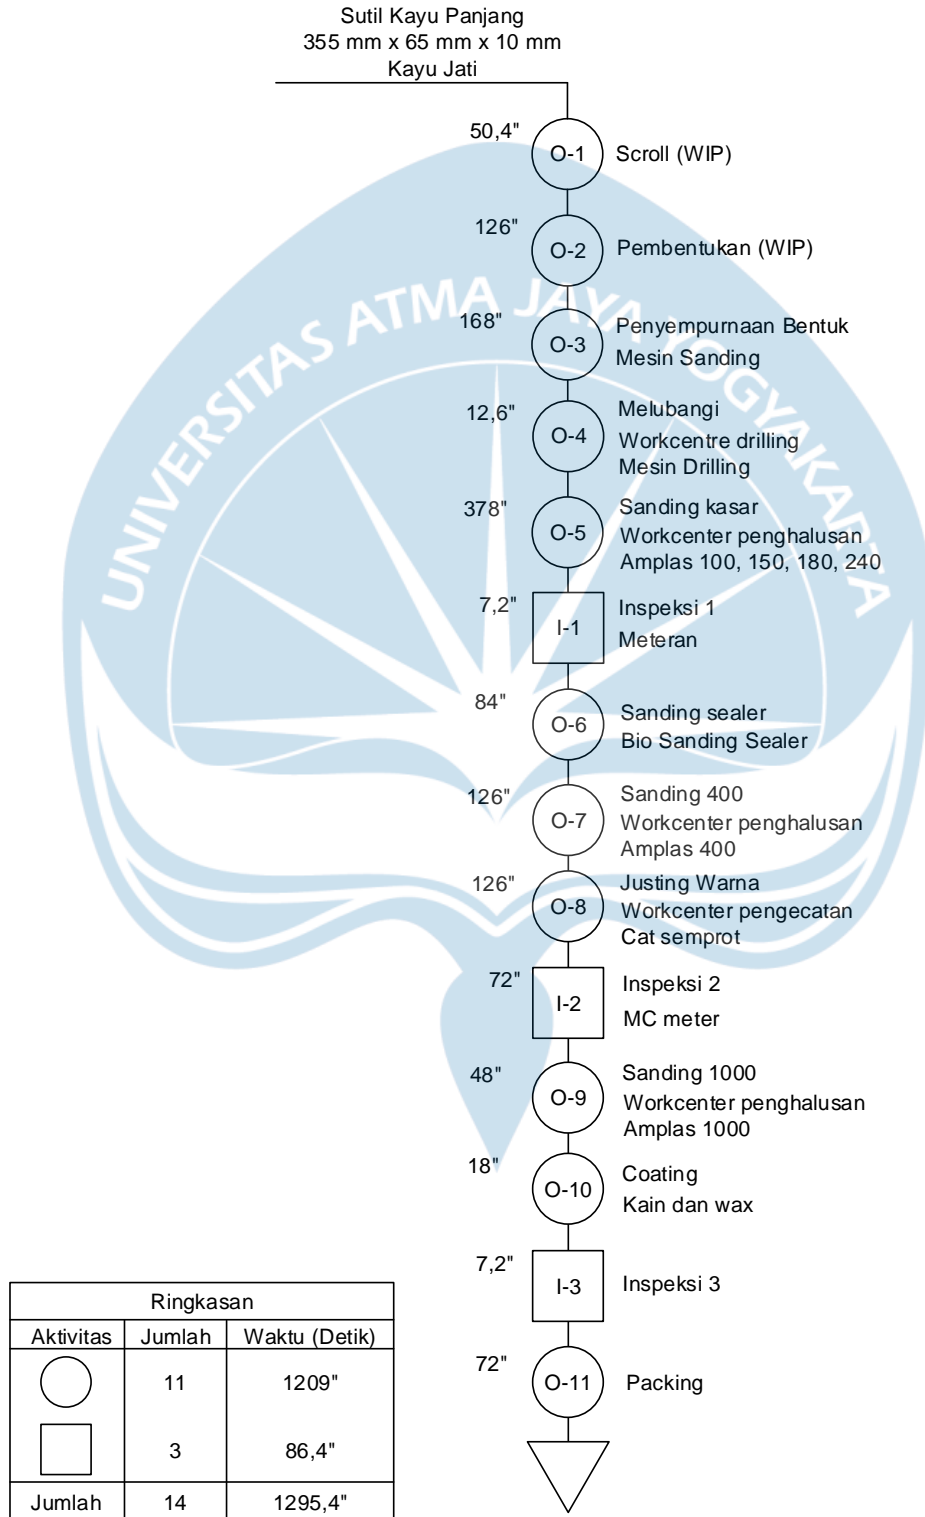 Sutil Kayu Panjang
355 mm x 65 mm x 10 mm
Kayu Jati
50,4"
O-1
Scroll (WIP)
126"
O-2
Pembentukan (WIP)
UNIVERSITAS ATMA JAYA YOGYAKARTA
168"
O-3
Penyempurnaan Bentuk
Mesin Sanding
12,6"
O-4
Melubangi
Workcentre drilling
Mesin Drilling
378"
O-5
Sanding kasar
Workcenter penghalusan
Amplas 100, 150, 180, 240
7,2"
I-1
Inspeksi 1
Meteran
84"
O-6
Sanding sealer
Bio Sanding Sealer
126"
O-7
Sanding 400
Workcenter penghalusan
Amplas 400
126"
O-8
Justing Warna
Workcenter pengecatan
Cat semprot
72"
I-2
Inspeksi 2
MC meter
48"
O-9
Sanding 1000
Workcenter penghalusan
Amplas 1000
18"
O-10
Coating
Kain dan wax
7,2"
I-3
Inspeksi 3
72"
O-11
Packing
Ringkasan
Aktivitas Jumlah Waktu (Detik)
11 1209"
3 86,4"
Jumlah 14 1295,4"